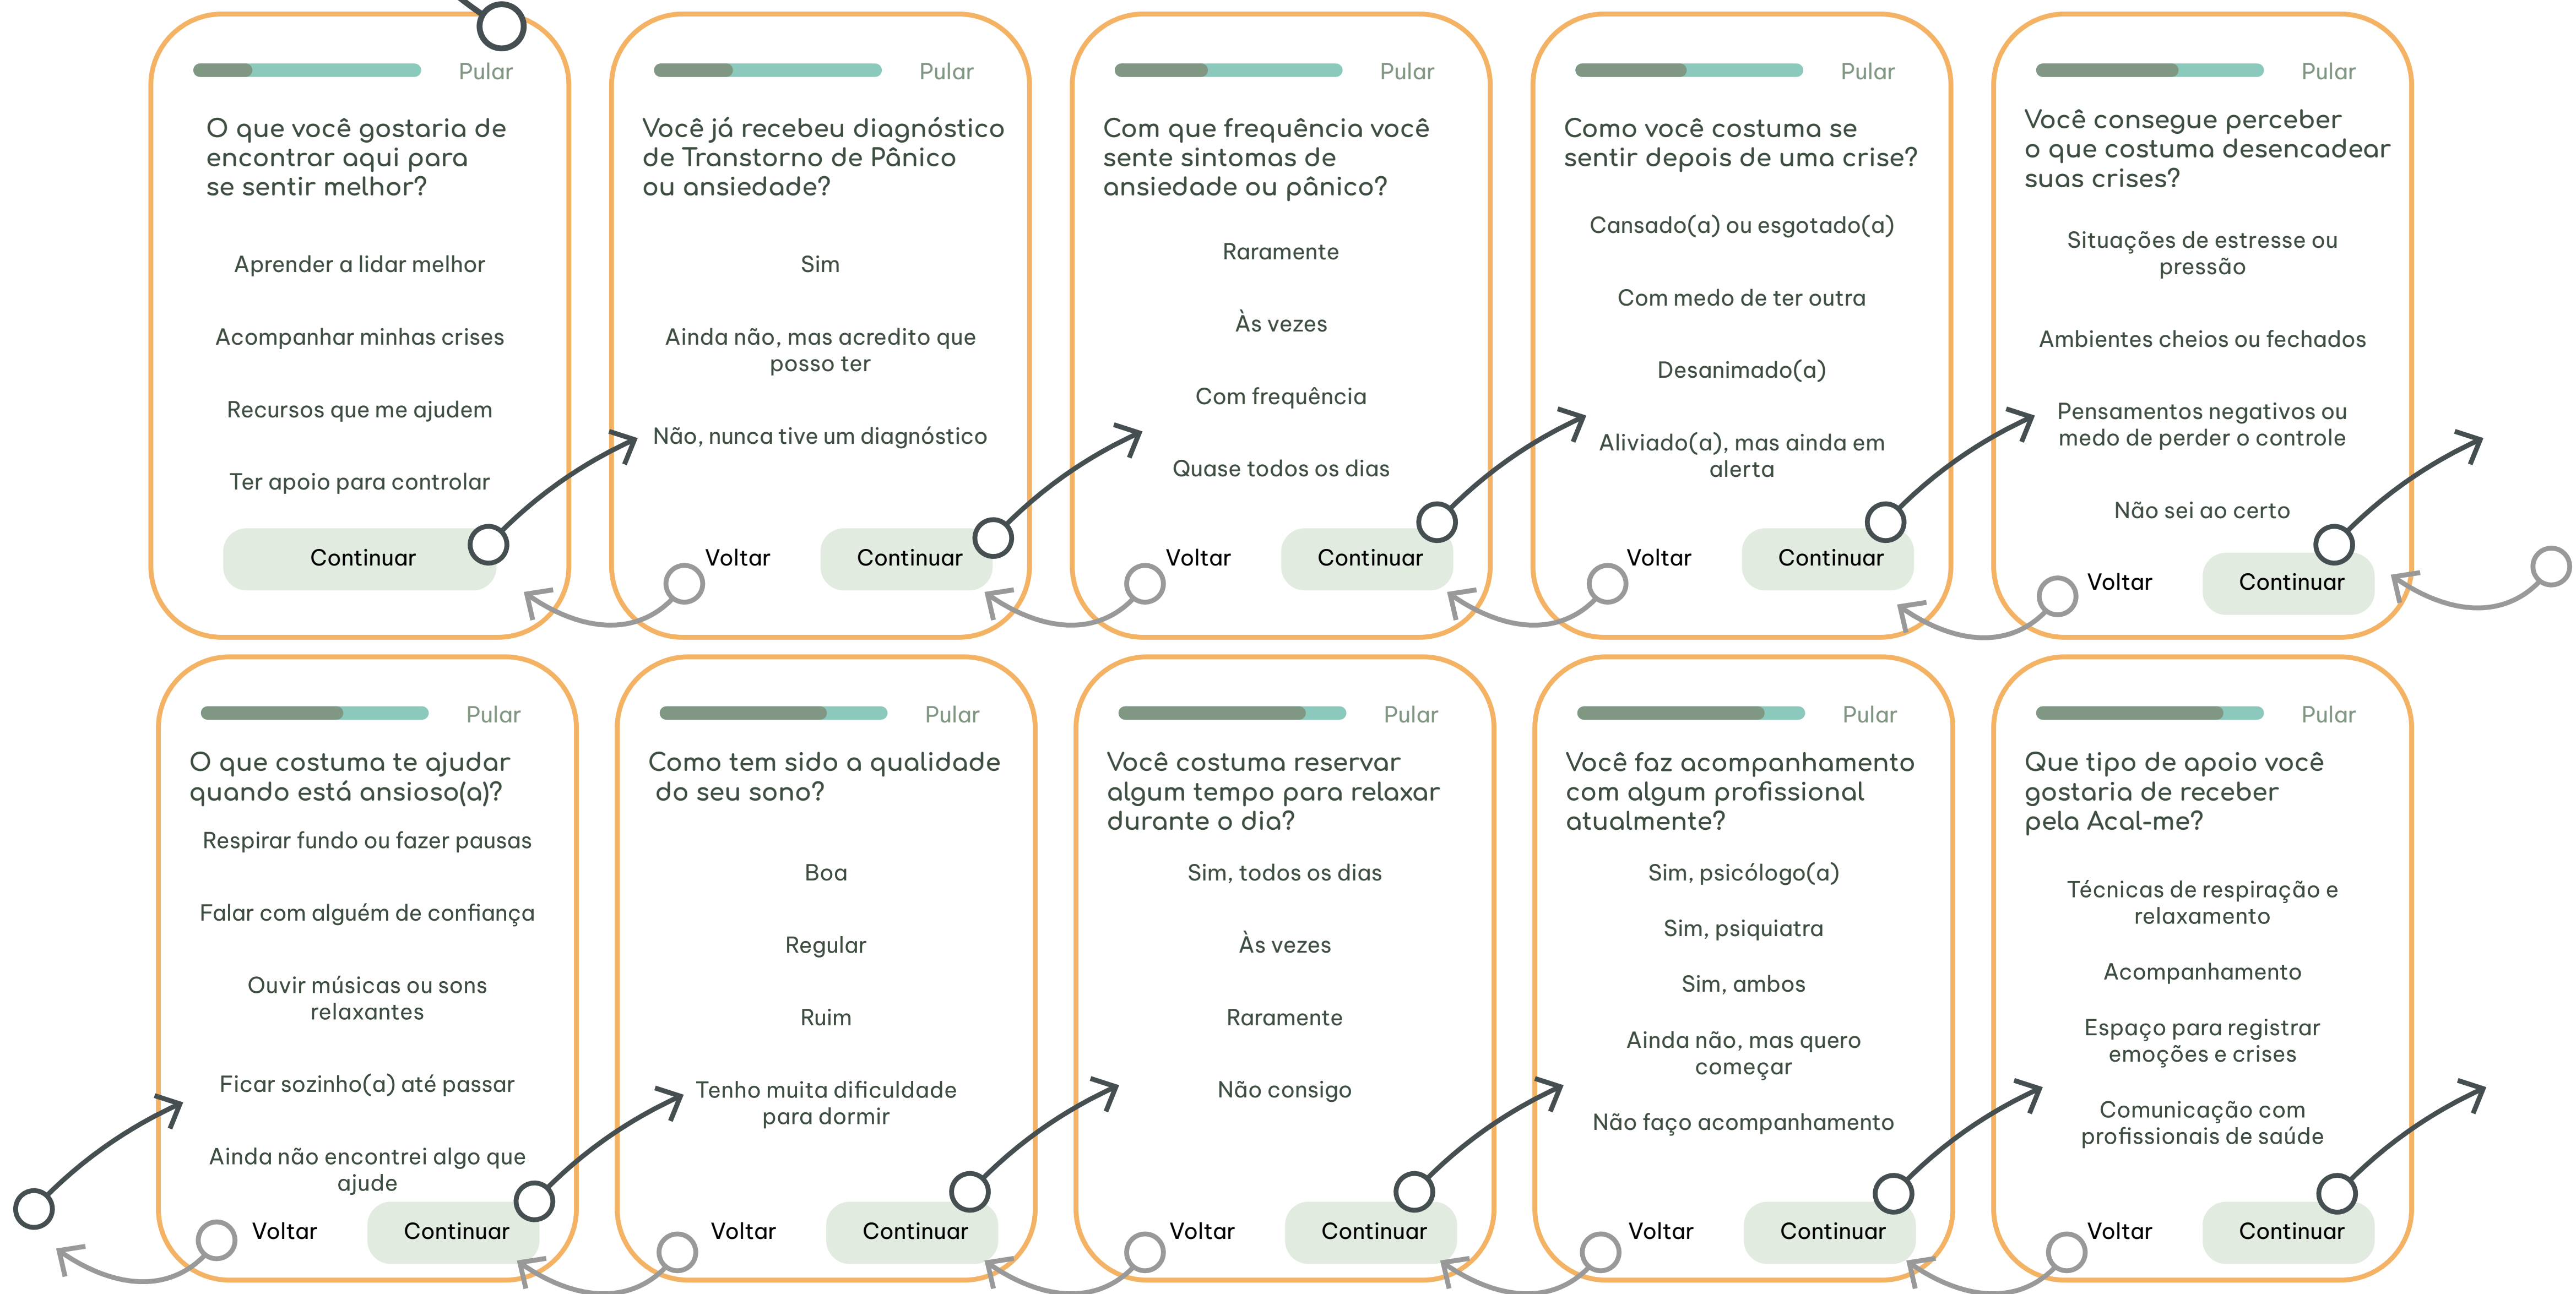 Pular
O que você gostaria de
encontrar aqui para
se sentir melhor?
Aprender a lidar melhor
Acompanhar minhas crises
Recursos que me ajudem
Ter apoio para controlar
Continuar
Pular
Você já recebeu diagnóstico
de Transtorno de Pânico
ou ansiedade?
Sim
Ainda não, mas acredito que
posso ter
Não, nunca tive um diagnóstico
Voltar
Continuar
Pular
Com que frequência você
sente sintomas de
ansiedade ou pânico?
Raramente
Às vezes
Com frequência
Quase todos os dias
Voltar
Continuar
Pular
Como você costuma se
sentir depois de uma crise?
Cansado(a) ou esgotado(a)
Com medo de ter outra
Desanimado(a)
Aliviado(a), mas ainda em
alerta
Voltar
Continuar
Pular
Você consegue perceber
o que costuma desencadear
suas crises?
Situações de estresse ou
pressão
Ambientes cheios ou fechados
Pensamentos negativos ou
medo de perder o controle
Não sei ao certo
Voltar
Continuar
Pular
O que costuma te ajudar
quando está ansioso(a)?
Respirar fundo ou fazer pausas
Falar com alguém de confiança
Ouvir músicas ou sons
relaxantes
Ficar sozinho(a) até passar
Ainda não encontrei algo que
ajude
Voltar
Continuar
Pular
Como tem sido a qualidade
do seu sono?
Boa
Regular
Ruim
Tenho muita dificuldade
para dormir
Voltar
Continuar
Pular
Você costuma reservar
algum tempo para relaxar
durante o dia?
Sim, todos os dias
Às vezes
Raramente
Não consigo
Voltar
Continuar
Pular
Você faz acompanhamento
com algum profissional
atualmente?
Sim, psicólogo(a)
Sim, psiquiatra
Sim, ambos
Ainda não, mas quero
começar
Não faço acompanhamento
Voltar
Continuar
Pular
Que tipo de apoio você
gostaria de receber
pela Acal-me?
Técnicas de respiração e
relaxamento
Acompanhamento
Espaço para registrar
emoções e crises
Comunicação com
profissionais de saúde
Voltar
Continuar